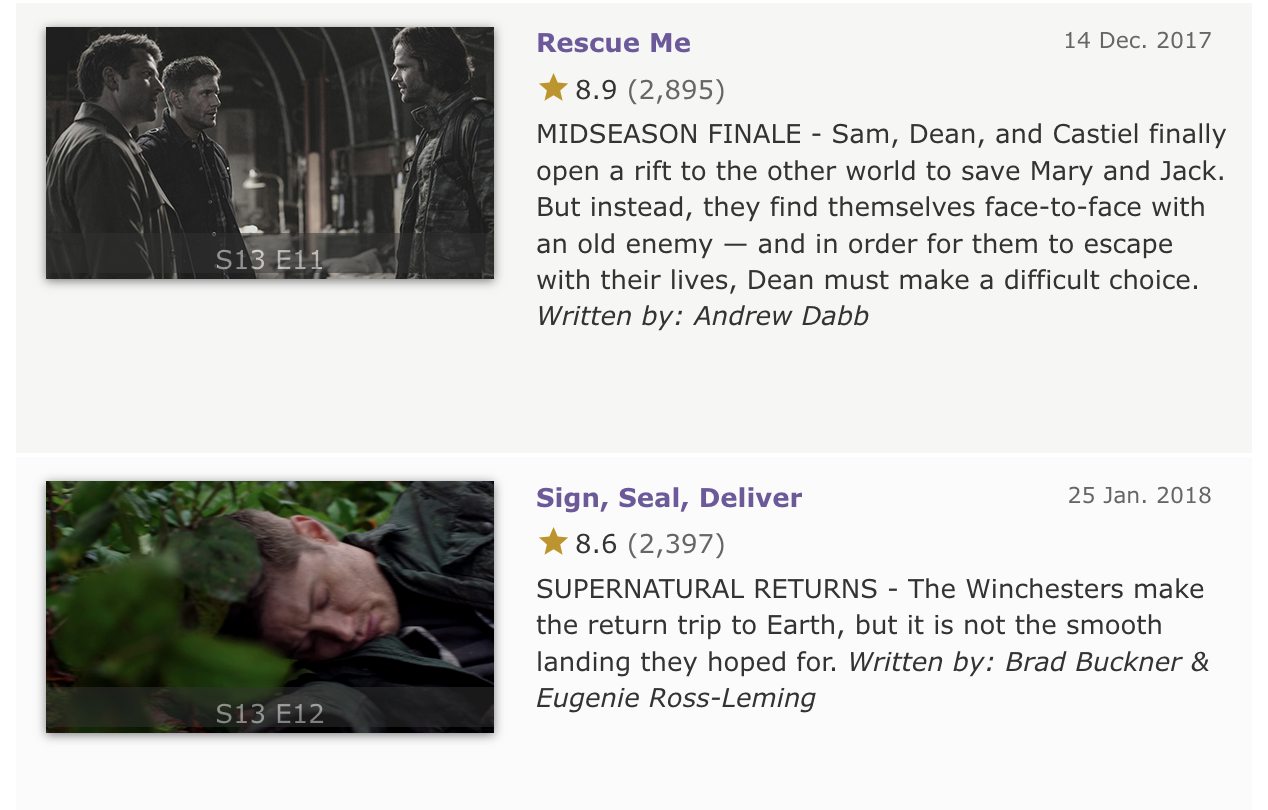 Rescue Me
14 Dec. 2017
8.9 (2,895)
MIDSEASON FINALE - Sam, Dean, and Castiel finally
open a rift to the other world to save Mary and Jack.
But instead, they find themselves face-to-face with
an old enemy — and in order for them to escape
with their lives, Dean must make a difficult choice.
Written by: Andrew Dabb
S13 E11
Sign, Seal, Deliver
25 Jan. 2018
8.6 (2,397)
SUPERNATURAL RETURNS - The Winchesters make
the return trip to Earth, but it is not the smooth
landing they hoped for. Written by: Brad Buckner &
Eugenie Ross-Leming
S13 E12